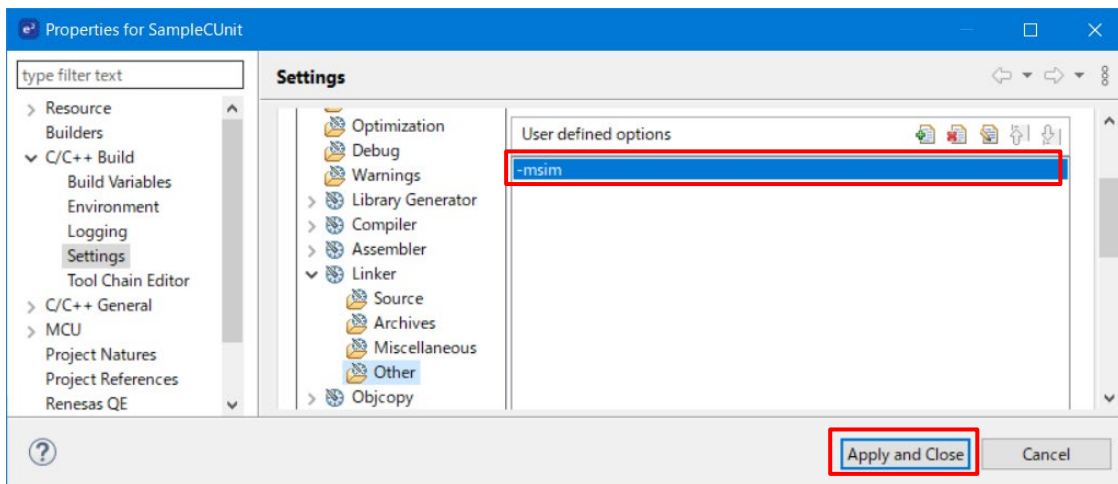 e² Properties for SampleCUnit
type filter text
Resource
Builders
C/C++ Build
Build Variables
Environment
Logging
Settings
Tool Chain Editor
C/C++ General
MCU
Project Natures
Project References
Renesas QE
Settings
Optimization
Debug
Warnings
Library Generator
Compiler
Assembler
Linker
Source
Archives
Miscellaneous
Other
Objcopy
User defined options
-msim
Apply and Close
Cancel